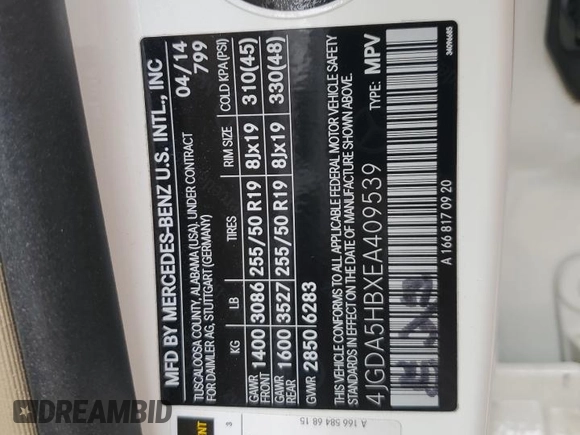 MFD BY MERCEDES-BENZ U.S. INTL., INC
TUSCALOOSA COUNTY, ALABAMA (USA), UNDER CONTRACT
FOR DAIMLER AG, STUTTGART (GERMANY)
04/14
799
KG LB TIRES RIM SIZE COLD KPA(PSI)
GAWR FRONT 1400 3086 255/50 R19 8Jx19 310(45)
GAWR REAR 1600 3527 255/50 R19 8Jx19 330(48)
GVWR 2850/6283
THIS VEHICLE CONFORMS TO ALL APPLICABLE FEDERAL MOTOR VEHICLE SAFETY
STANDARDS IN EFFECT ON THE DATE OF MANUFACTURE SHOWN ABOVE.
4JGDA5HBXEA409539 TYPE: MPV
A 166 817 09 20
34096685
A 166 584 68 15
3
DREAMBID